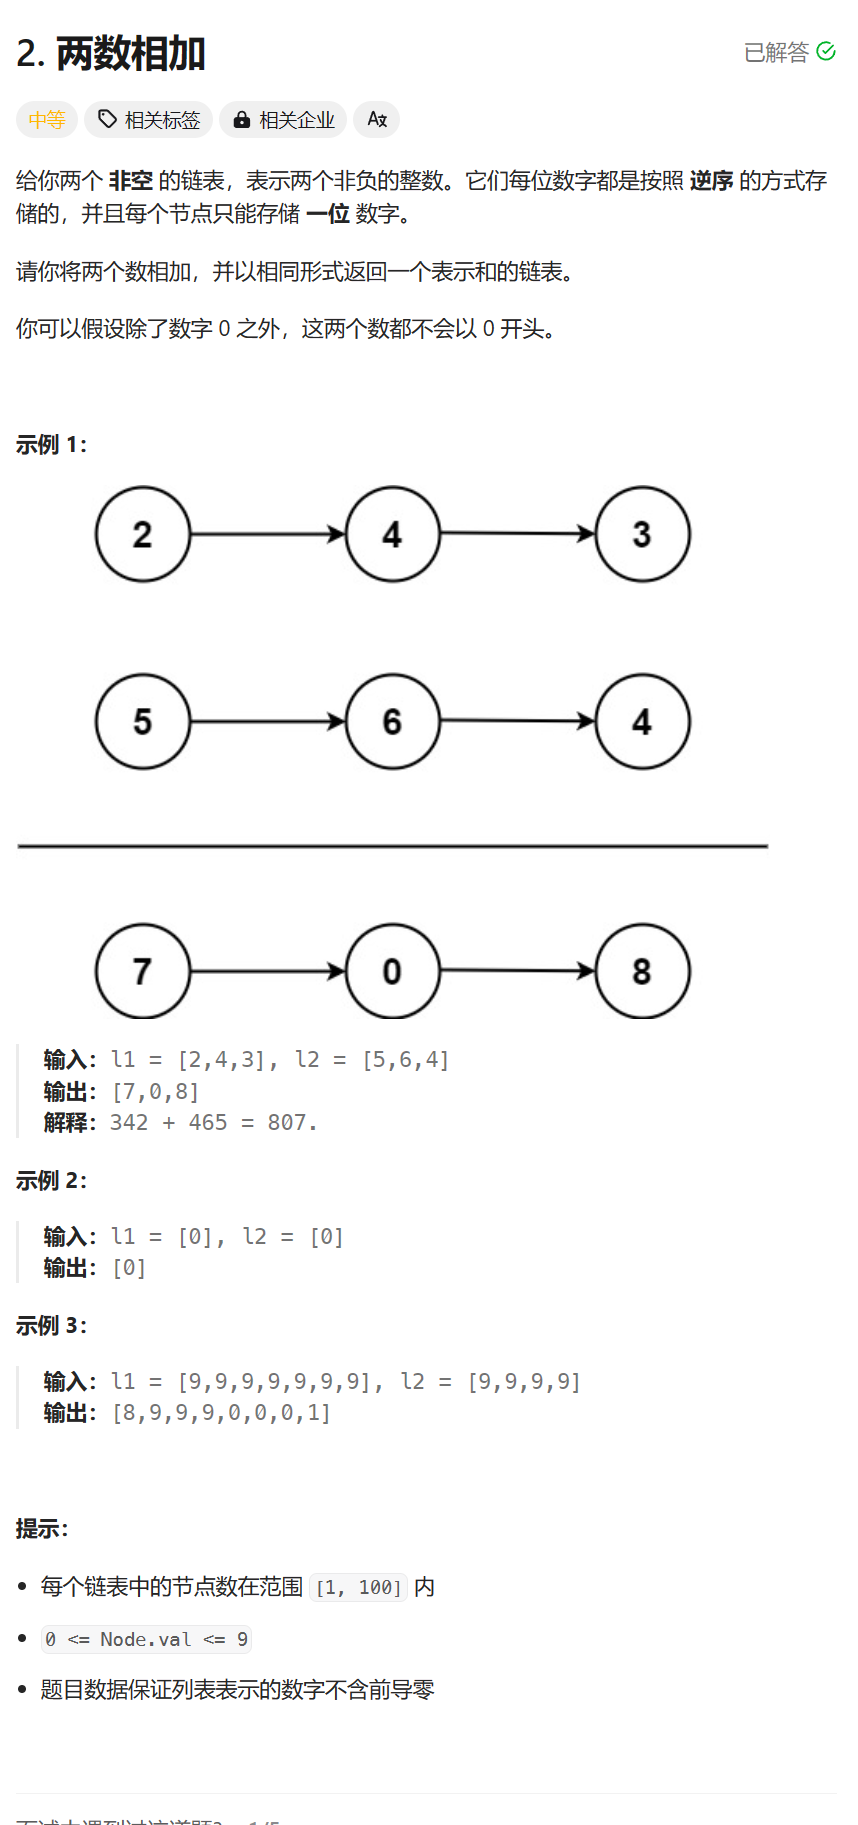 2. 两数相加
已解答
中等 相关标签 相关企业
给你两个 非空 的链表，表示两个非负的整数。它们每位数字都是按照 逆序 的方式存
储的，并且每个节点只能存储 一位 数字。
请你将两个数相加，并以相同形式返回一个表示和的链表。
你可以假设除了数字 0 之外，这两个数都不会以 0 开头。
示例 1：
2 4 3
5 6 4
7 0 8
输入：l1 = [2,4,3], l2 = [5,6,4]
输出：[7,0,8]
解释：342 + 465 = 807.
示例 2：
输入：l1 = [0], l2 = [0]
输出：[0]
示例 3：
输入：l1 = [9,9,9,9,9,9,9], l2 = [9,9,9,9]
输出：[8,9,9,9,0,0,0,1]
提示：
每个链表中的节点数在范围 [1, 100] 内
0 <= Node.val <= 9
题目数据保证列表表示的数字不含前导零